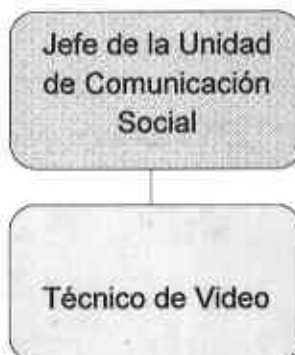 Jefe de la Unidad
de Comunicación
Social
Técnico de Video